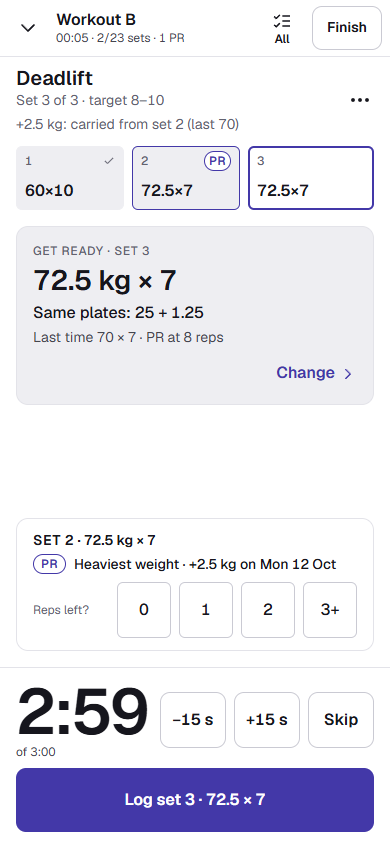 Workout B
00:05 · 2/23 sets · 1 PR
All
Finish
Deadlift
Set 3 of 3 · target 8–10
+2.5 kg: carried from set 2 (last 70)
1
60×10
2
PR
72.5×7
3
72.5×7
GET READY · SET 3
72.5 kg × 7
Same plates: 25 + 1.25
Last time 70 × 7 · PR at 8 reps
Change
SET 2 · 72.5 kg × 7
PR Heaviest weight · +2.5 kg on Mon 12 Oct
Reps left?
0
1
2
3+
2:59
of 3:00
−15 s
+15 s
Skip
Log set 3 · 72.5 × 7